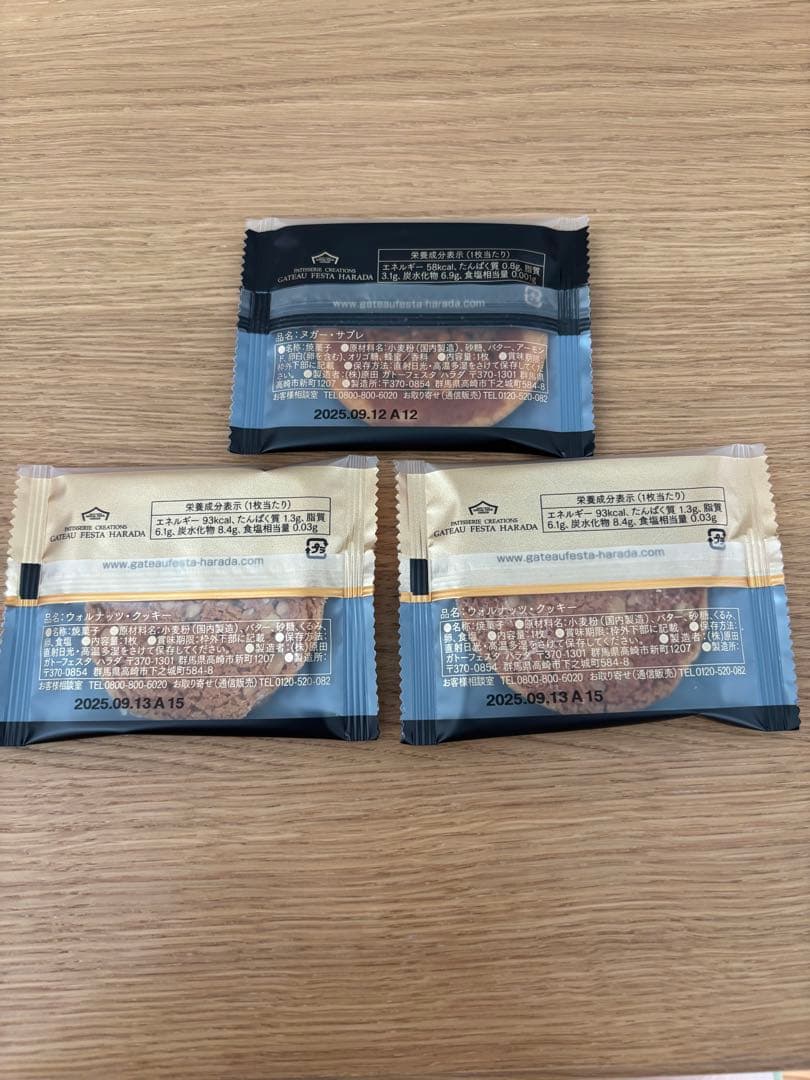 PATISSERIE CREATIONS
GATEAU FESTA HARADA
栄養成分表示(1枚当たり)
エネルギー 58kcal、たんぱく質 0.8g、脂質
3.1g、炭水化物 6.9g、食塩相当量 0.001g
www.gateaufesta-harada.com
品名:ヌガー・サブレ
●名称:焼菓子 ●原材料名:小麦粉(国内製造)、砂糖、バター、アーモン
ド、卵白(卵を含む)、オリゴ糖、蜂蜜/香料 ●内容量:1枚 ●賞味期限:
枠外下部に記載 ●保存方法:直射日光・高温多湿をさけて保存してくだ
さい。 ●製造者:(株)原田 ガトーフェスタ ハラダ 〒370-1301 群馬県
高崎市新町1207 ●製造所:〒370-0854 群馬県高崎市下之城町584-8
お客様相談室 TEL0800-800-6020 お取り寄せ(通信販売)TEL0120-520-082
2025.09.12 A12
PATISSERIE CREATIONS
GATEAU FESTA HARADA
栄養成分表示(1枚当たり)
エネルギー 93kcal、たんぱく質 1.3g、脂質
6.1g、炭水化物 8.4g、食塩相当量 0.03g
プラ
www.gateaufesta-harada.com
品名:ウォルナッツ・クッキー
●名称:焼菓子 ●原材料名:小麦粉(国内製造)、バター、砂糖、くるみ、
卵、食塩 ●内容量:1枚 ●賞味期限:枠外下部に記載 ●保存方法:
直射日光・高温多湿をさけて保存してください。 ●製造者:(株)原田
ガトーフェスタ ハラダ 〒370-1301 群馬県高崎市新町1207 ●製造所:
〒370-0854 群馬県高崎市下之城町584-8
お客様相談室 TEL0800-800-6020 お取り寄せ(通信販売)TEL0120-520-082
2025.09.13 A15
PATISSERIE CREATIONS
GATEAU FESTA HARADA
栄養成分表示(1枚当たり)
エネルギー 93kcal、たんぱく質 1.3g、脂質
6.1g、炭水化物 8.4g、食塩相当量 0.03g
プラ
www.gateaufesta-harada.com
品名:ウォルナッツ・クッキー
●名称:焼菓子 ●原材料名:小麦粉(国内製造)、バター、砂糖、くるみ、
卵、食塩 ●内容量:1枚 ●賞味期限:枠外下部に記載 ●保存方法:
直射日光・高温多湿をさけて保存してください。 ●製造者:(株)原田
ガトーフェスタ ハラダ 〒370-1301 群馬県高崎市新町1207 ●製造所:
〒370-0854 群馬県高崎市下之城町584-8
お客様相談室 TEL0800-800-6020 お取り寄せ(通信販売)TEL0120-520-082
2025.09.13 A15